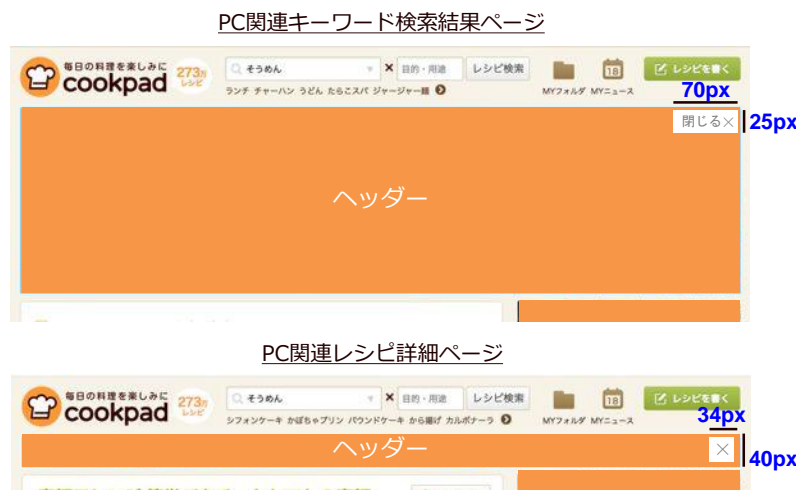 PC関連キーワード検索結果ページ
毎日の料理を楽しみに
cookpad
273万
レシピ
そうめん
×
目的・用途
レシピ検索
ランチ チャーハン うどん たらこスパ ジャージャー麺
18
MYフォルダ MYニュース
レシピを書く
70px
閉じる×
25px
ヘッダー
PC関連レシピ詳細ページ
毎日の料理を楽しみに
cookpad
273万
レシピ
そうめん
×
目的・用途
レシピ検索
シフォンケーキ かぼちゃプリン パウンドケーキ から揚げ カルボナーラ
18
MYフォルダ MYニュース
レシピを書く
34px
ヘッダー
×
40px